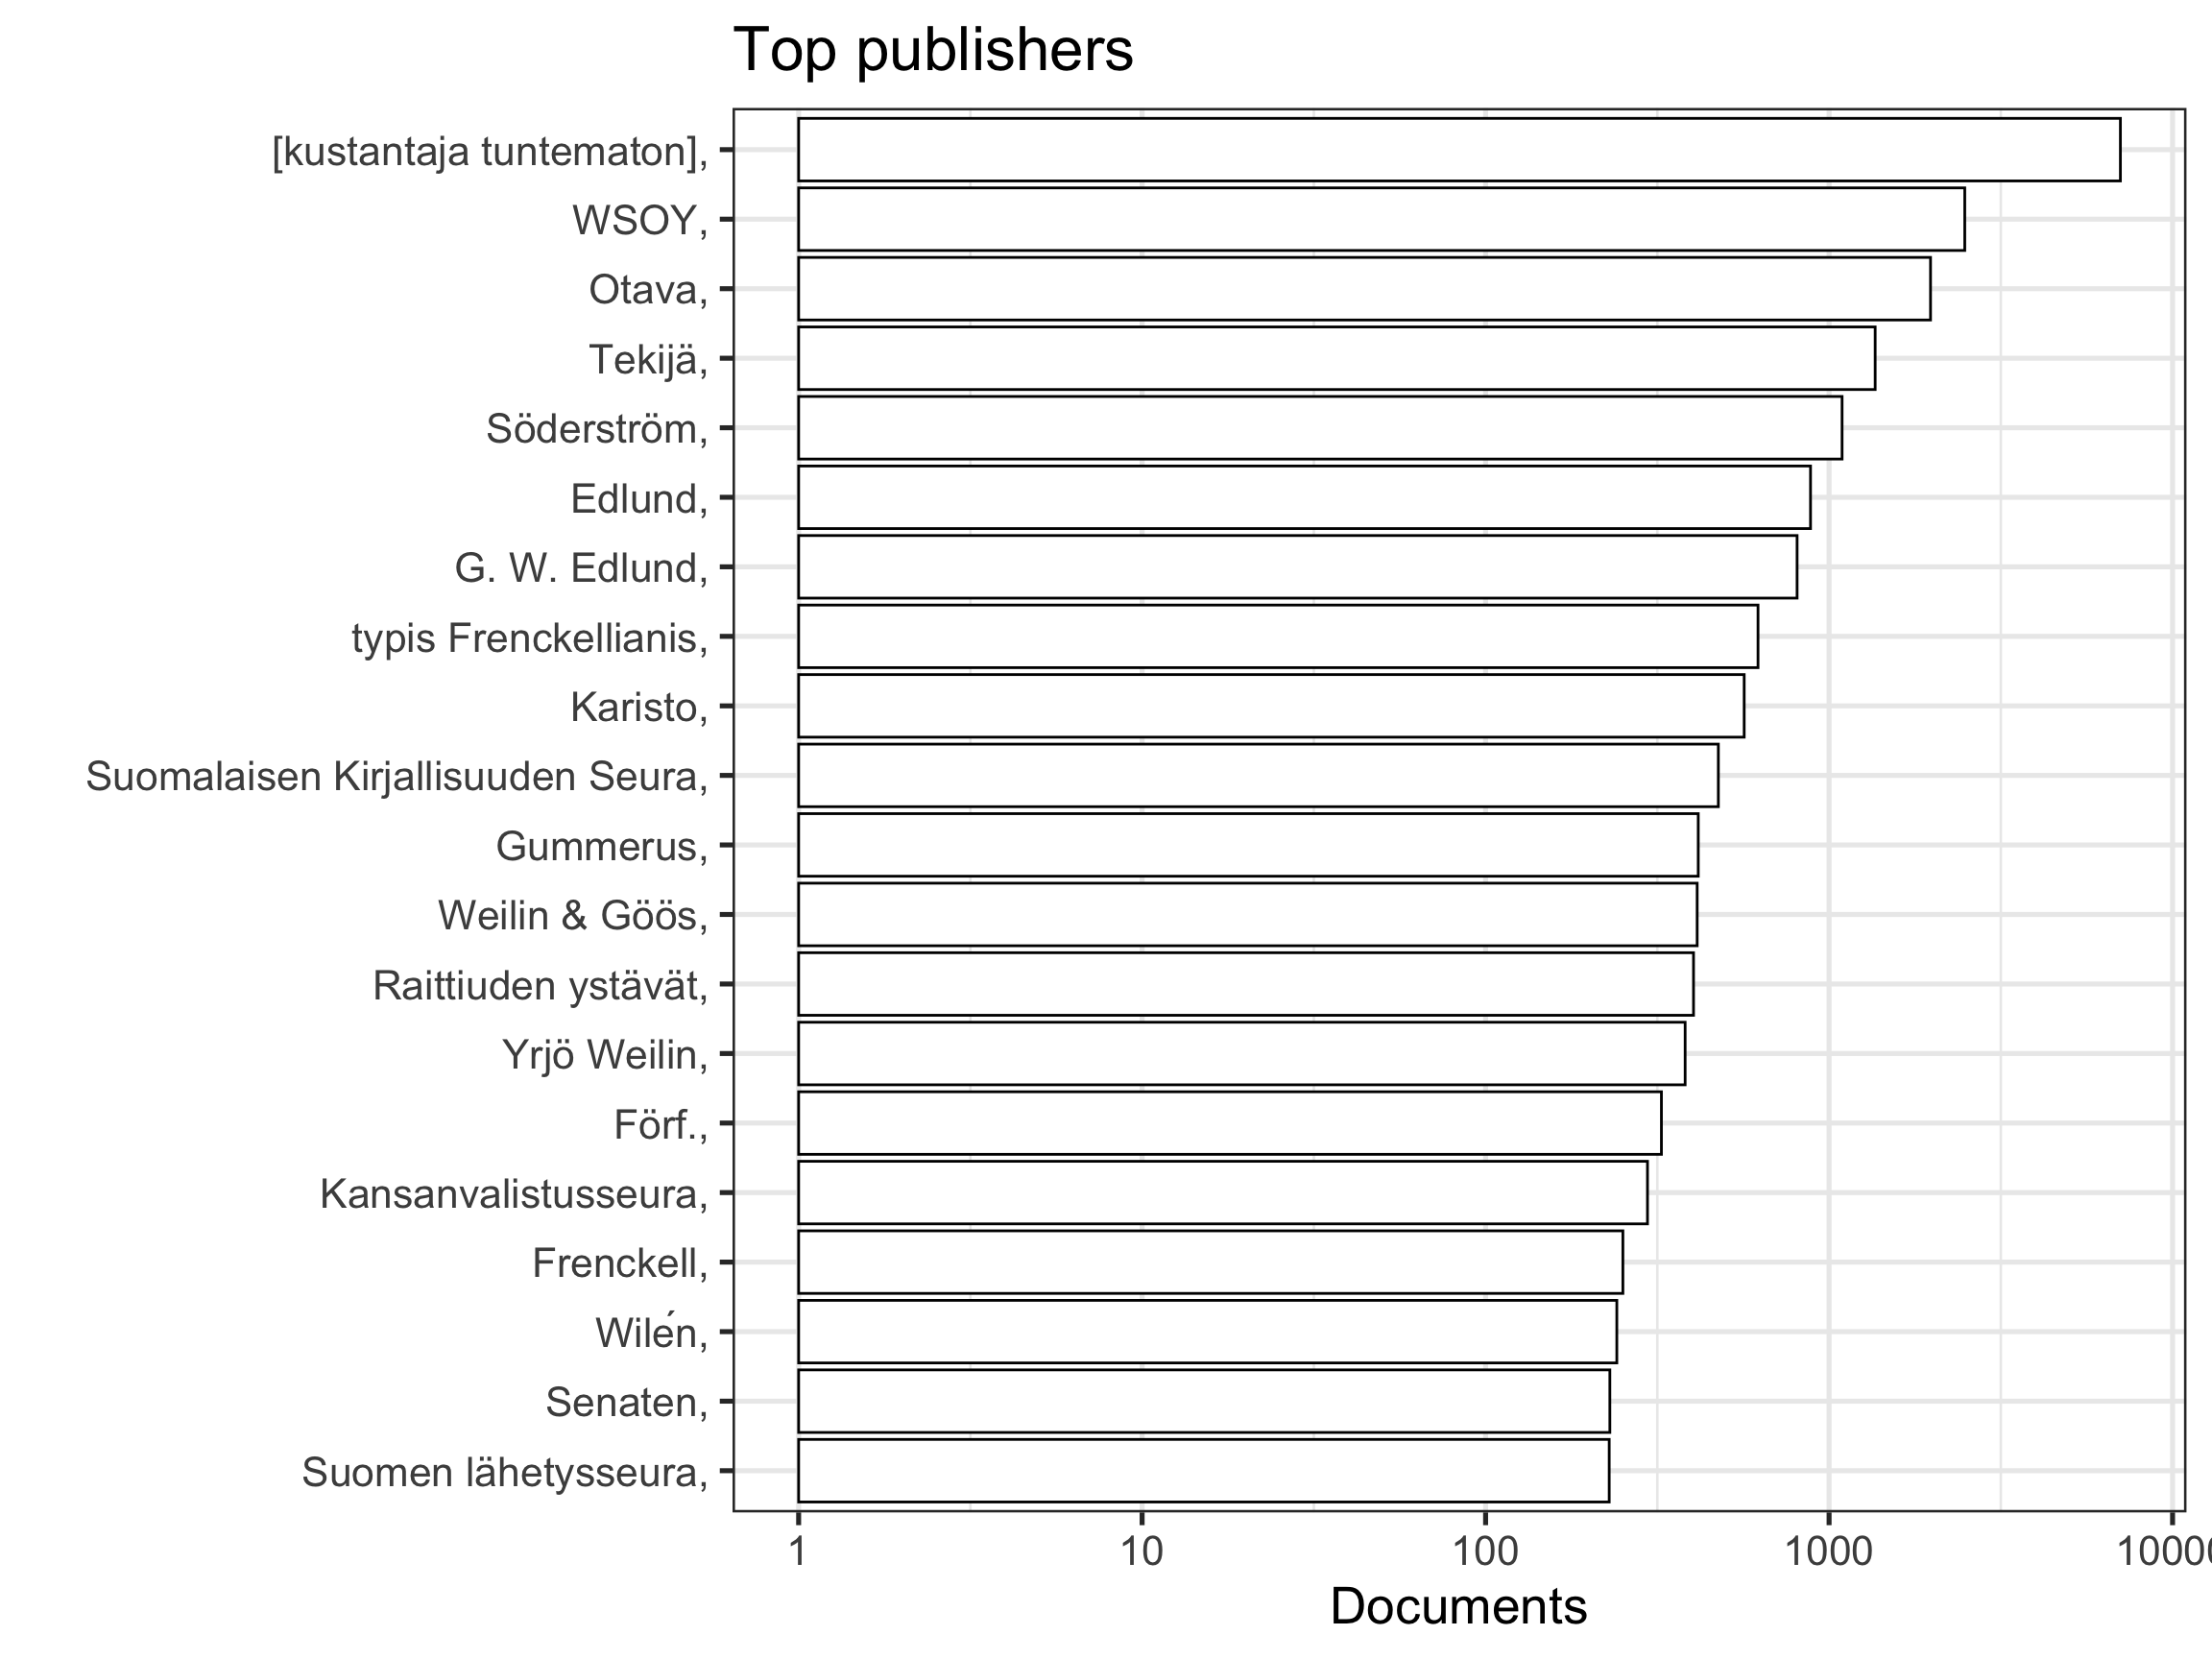 Top publishers
[kustantaja tuntematon],
WSOY,
Otava,
Tekijä,
Söderström,
Edlund,
G. W. Edlund,
typis Frenckellianis,
Karisto,
Suomalaisen Kirjallisuuden Seura,
Gummerus,
Weilin & Göös,
Raittiuden ystävät,
Yrjö Weilin,
Förf.,
Kansanvalistusseura,
Frenckell,
Wilén,
Senaten,
Suomen lähetysseura,
1 10 100 1000 10000
Documents